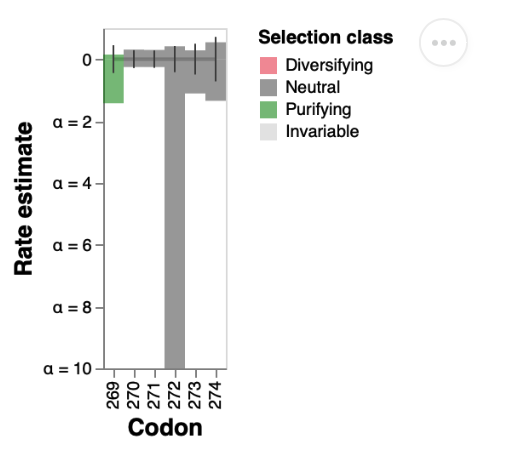 Rate estimate
0
α = 2
α = 4
α = 6
α = 8
α = 10
269
270
271
272
273
274
Codon
Selection class
Diversifying
Neutral
Purifying
Invariable